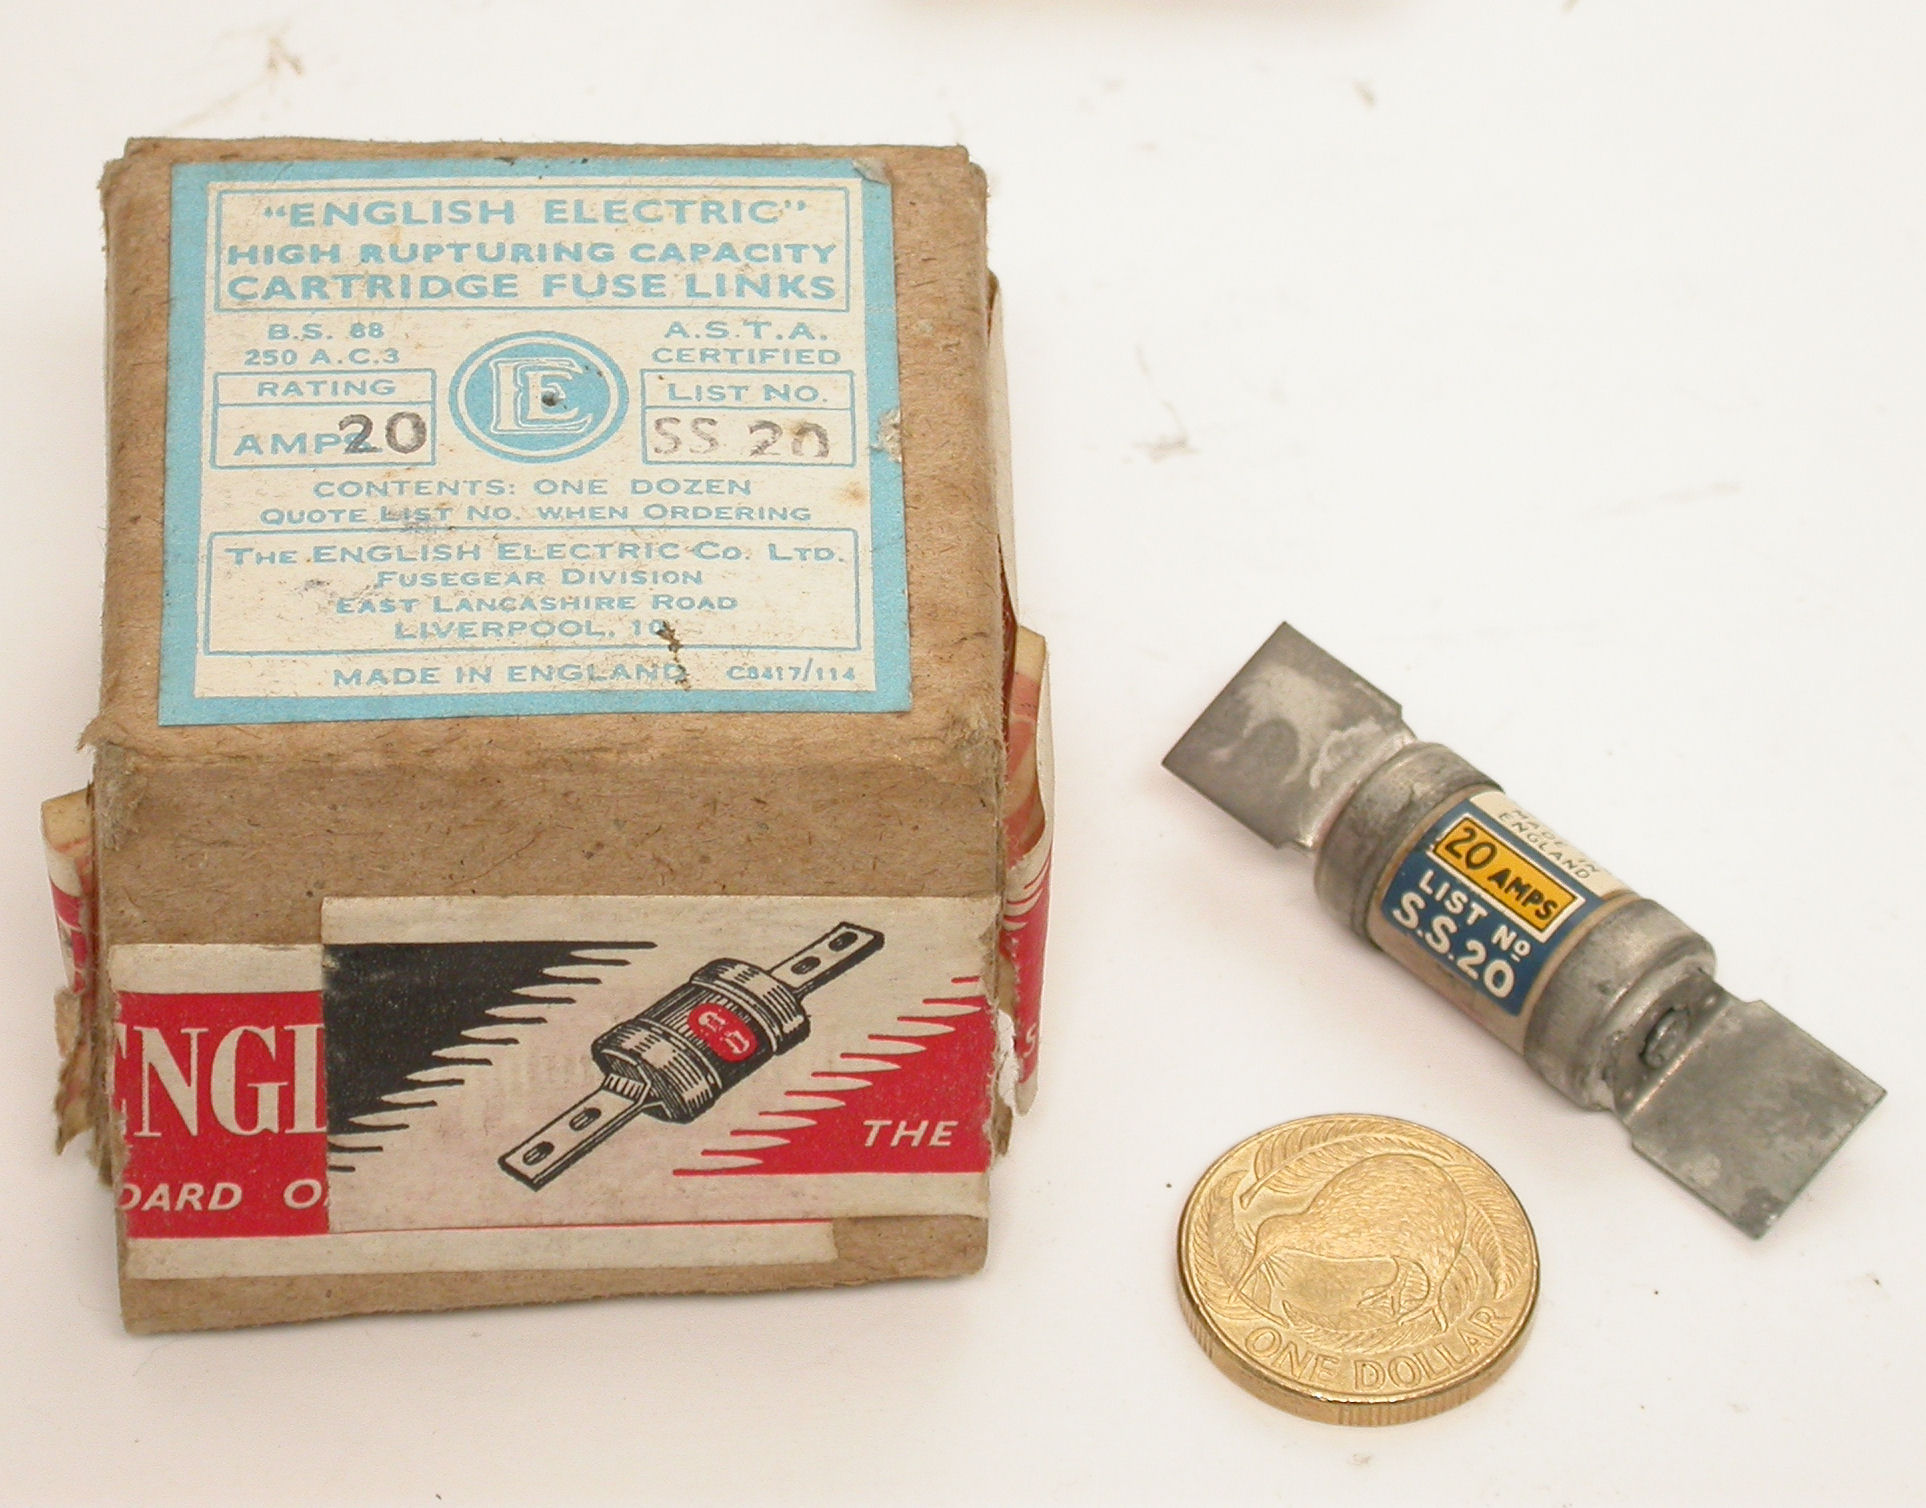 "ENGLISH ELECTRIC"
HIGH RUPTURING CAPACITY
CARTRIDGE FUSE LINKS
B.S. 88
250 A.C.3
A.S.T.A.
CERTIFIED
RATING
AMPS 20
EE
LIST NO.
SS 20
CONTENTS: ONE DOZEN
QUOTE LIST NO. WHEN ORDERING
THE ENGLISH ELECTRIC CO. LTD.
FUSEGEAR DIVISION
EAST LANCASHIRE ROAD
LIVERPOOL, 10
MADE IN ENGLAND C8417/114
ENGL
DARD O
THE
MADE IN
ENGLAND
20 AMPS
LIST No
S.S.20
ONE DOLLAR